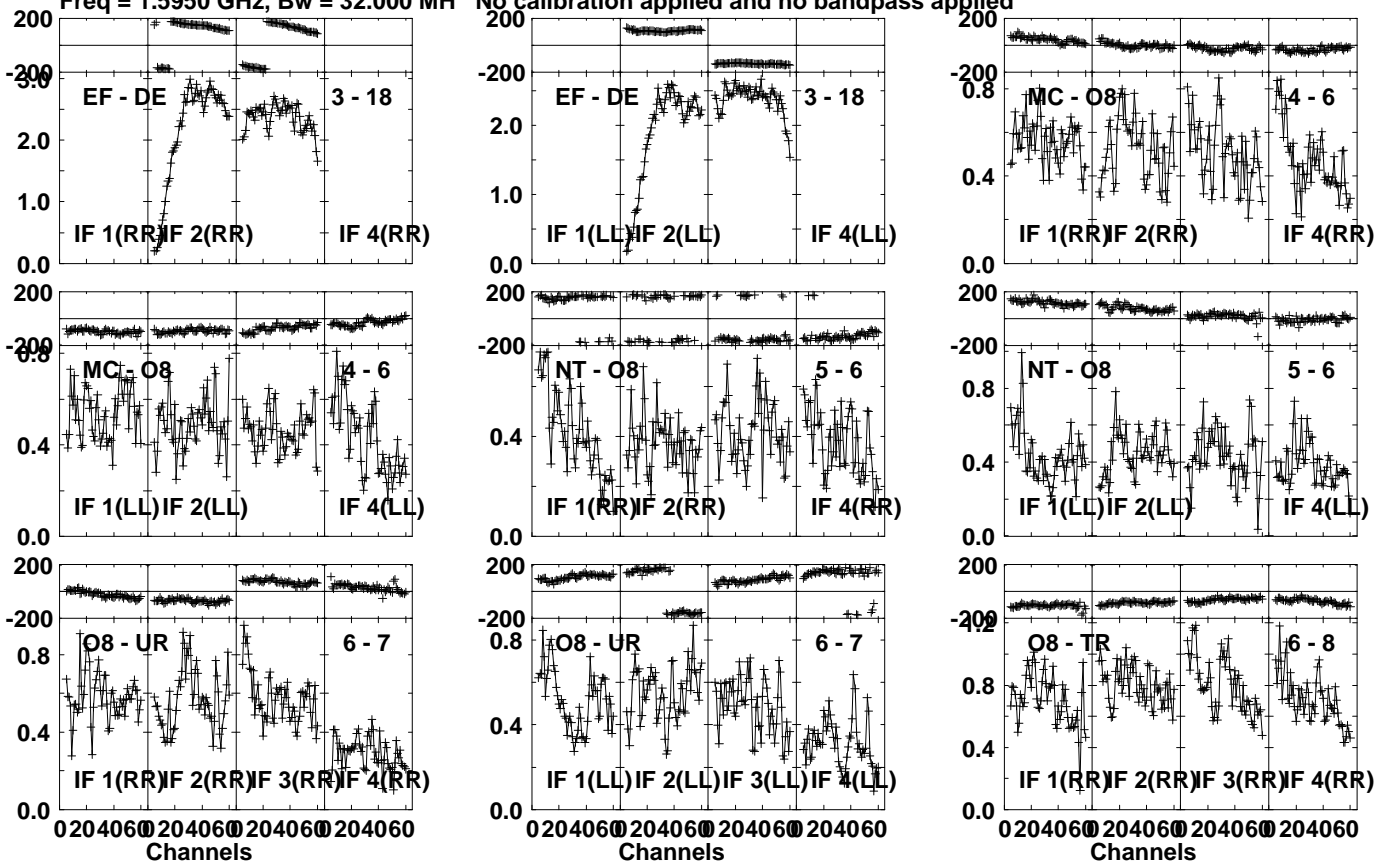 Freq = 1.5950 GHz, Bw = 32.000 MH No calibration applied and no bandpass applied
200
-200
3.0
2.0
1.0
0.0
EF - DE
3 - 18
IF 1(RR)
IF 2(RR)
IF 4(RR)
2.0
0.0
EF - DE
3 - 18
IF 1(LL)
IF 2(LL)
IF 4(LL)
200
-200
0.8
0.4
0.0
MC - O8
4 - 6
IF 1(RR)
IF 2(RR)
IF 4(RR)
200
-200
0.8
0.4
0.0
MC - O8
4 - 6
IF 1(LL)
IF 2(LL)
IF 4(LL)
0.4
0.0
NT - O8
5 - 6
IF 1(RR)
IF 2(RR)
IF 4(RR)
200
-200
0.8
0.4
0.0
NT - O8
5 - 6
IF 1(LL)
IF 2(LL)
IF 4(LL)
200
-200
0.8
0.4
0.0
O8 - UR
6 - 7
IF 1(RR)
IF 2(RR)
IF 3(RR)
IF 4(RR)
0 20 40 60 0 20 40 60 0 20 40 60 0 20 40 60
Channels
0.8
0.4
0.0
O8 - UR
6 - 7
IF 1(LL)
IF 2(LL)
IF 3(LL)
IF 4(LL)
0 20 40 60 0 20 40 60 0 20 40 60 0 20 40 60
Channels
200
-200
1.2
0.8
0.4
0.0
O8 - TR
6 - 8
IF 1(RR)
IF 2(RR)
IF 3(RR)
IF 4(RR)
0 20 40 60 0 20 40 60 0 20 40 60 0 20 40 60
Channels